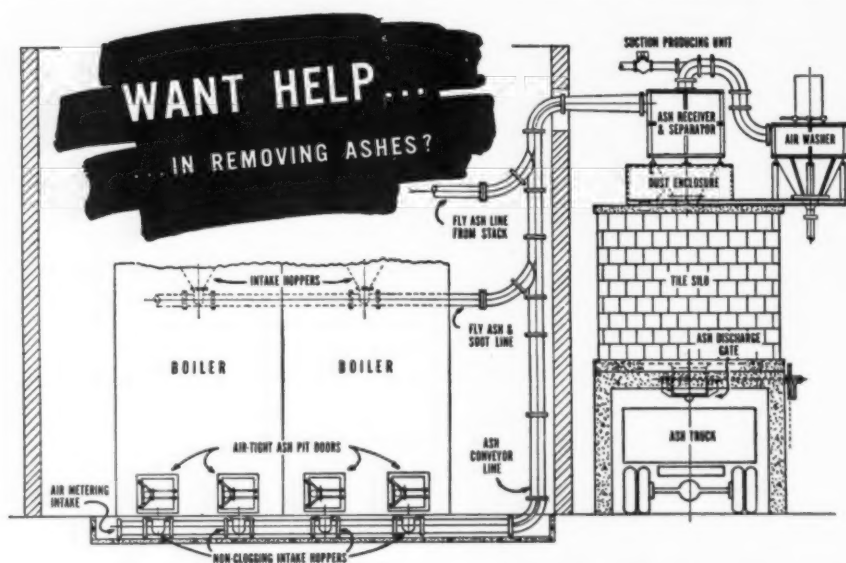 WANT HELP...
...IN REMOVING ASHES?
SUCTION PRODUCING UNIT
ASH RECEIVER
& SEPARATOR
AIR WASHER
DUST ENCLOSURE
FLY ASH LINE
FROM STACK
INTAKE HOPPERS
TILE SILO
FLY ASH &
SOOT LINE
ASH DISCHARGE
GATE
BOILER
BOILER
AIR-TIGHT ASH PIT DOORS
ASH
CONVEYOR
LINE
ASH TRUCK
AIR METERING
INTAKE
NON-CLOGGING INTAKE HOPPERS